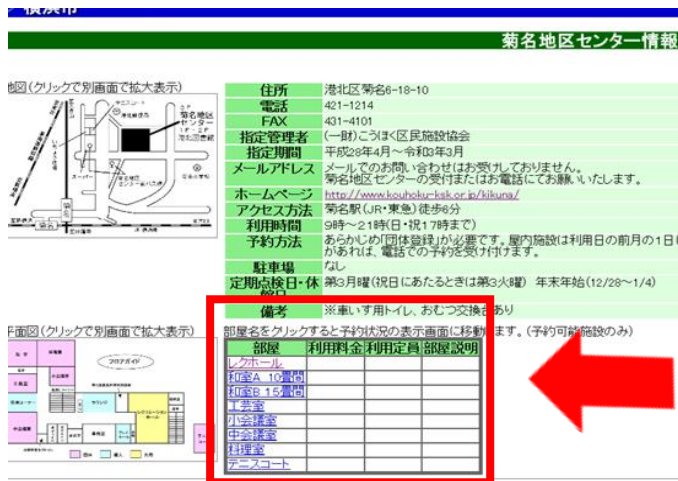 横浜市
菊名地区センター情報
地図(クリックで別画面で拡大表示)
住所 港北区菊名6-18-10
電話 421-1214
FAX 431-4101
指定管理者 (一財)こうほく区民施設協会
指定期間 平成28年4月～令和3年3月
メールアドレス メールでのお問い合わせはお受けしておりません。
菊名地区センターの受付またはお電話にてお願いいたします。
ホームページ http://www.kouhoku-ksk.or.jp/kikuna/
アクセス方法 菊名駅(JR・東急)徒歩6分
利用時間 9時～21時(日・祝17時まで)
予約方法 あらかじめ「団体登録」が必要です。屋内施設は利用日の前月の1日
があれば、電話での予約を受け付けます。
駐車場 なし
定期点検日・休館日 第3月曜(祝日にあたるときは第3火曜) 年末年始(12/28～1/4)
備考 ※車いす用トイレ、おむつ交換台あり
平面図(クリックで別画面で拡大表示)
フロアガイド
部屋名をクリックすると予約状況の表示画面に移動します。(予約可能施設のみ)
部屋 利用料金 利用定員 部屋説明
レクホール
和室A 10畳間
和室B 15畳間
工芸室
小会議室
中会議室
料理室
テニスコート